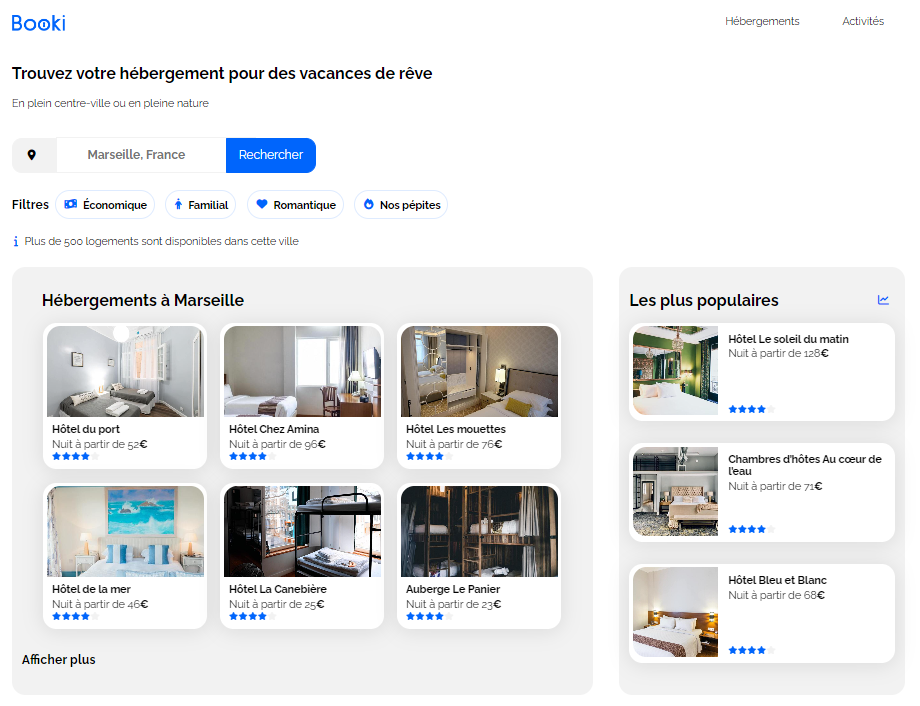 Booki
Hébergements
Activités
Trouvez votre hébergement pour des vacances de rêve
En plein centre-ville ou en pleine nature
Marseille, France
Rechercher
Filtres
Économique
Familial
Romantique
Nos pépites
Plus de 500 logements sont disponibles dans cette ville
Hébergements à Marseille
Hôtel du port
Nuit à partir de 52€
Hôtel Chez Amina
Nuit à partir de 96€
Hôtel Les mouettes
Nuit à partir de 76€
Hôtel de la mer
Nuit à partir de 46€
Hôtel La Canebière
Nuit à partir de 25€
Auberge Le Panier
Nuit à partir de 23€
Afficher plus
Les plus populaires
Hôtel Le soleil du matin
Nuit à partir de 128€
Chambres d'hôtes Au cœur de
l'eau
Nuit à partir de 71€
Hôtel Bleu et Blanc
Nuit à partir de 68€